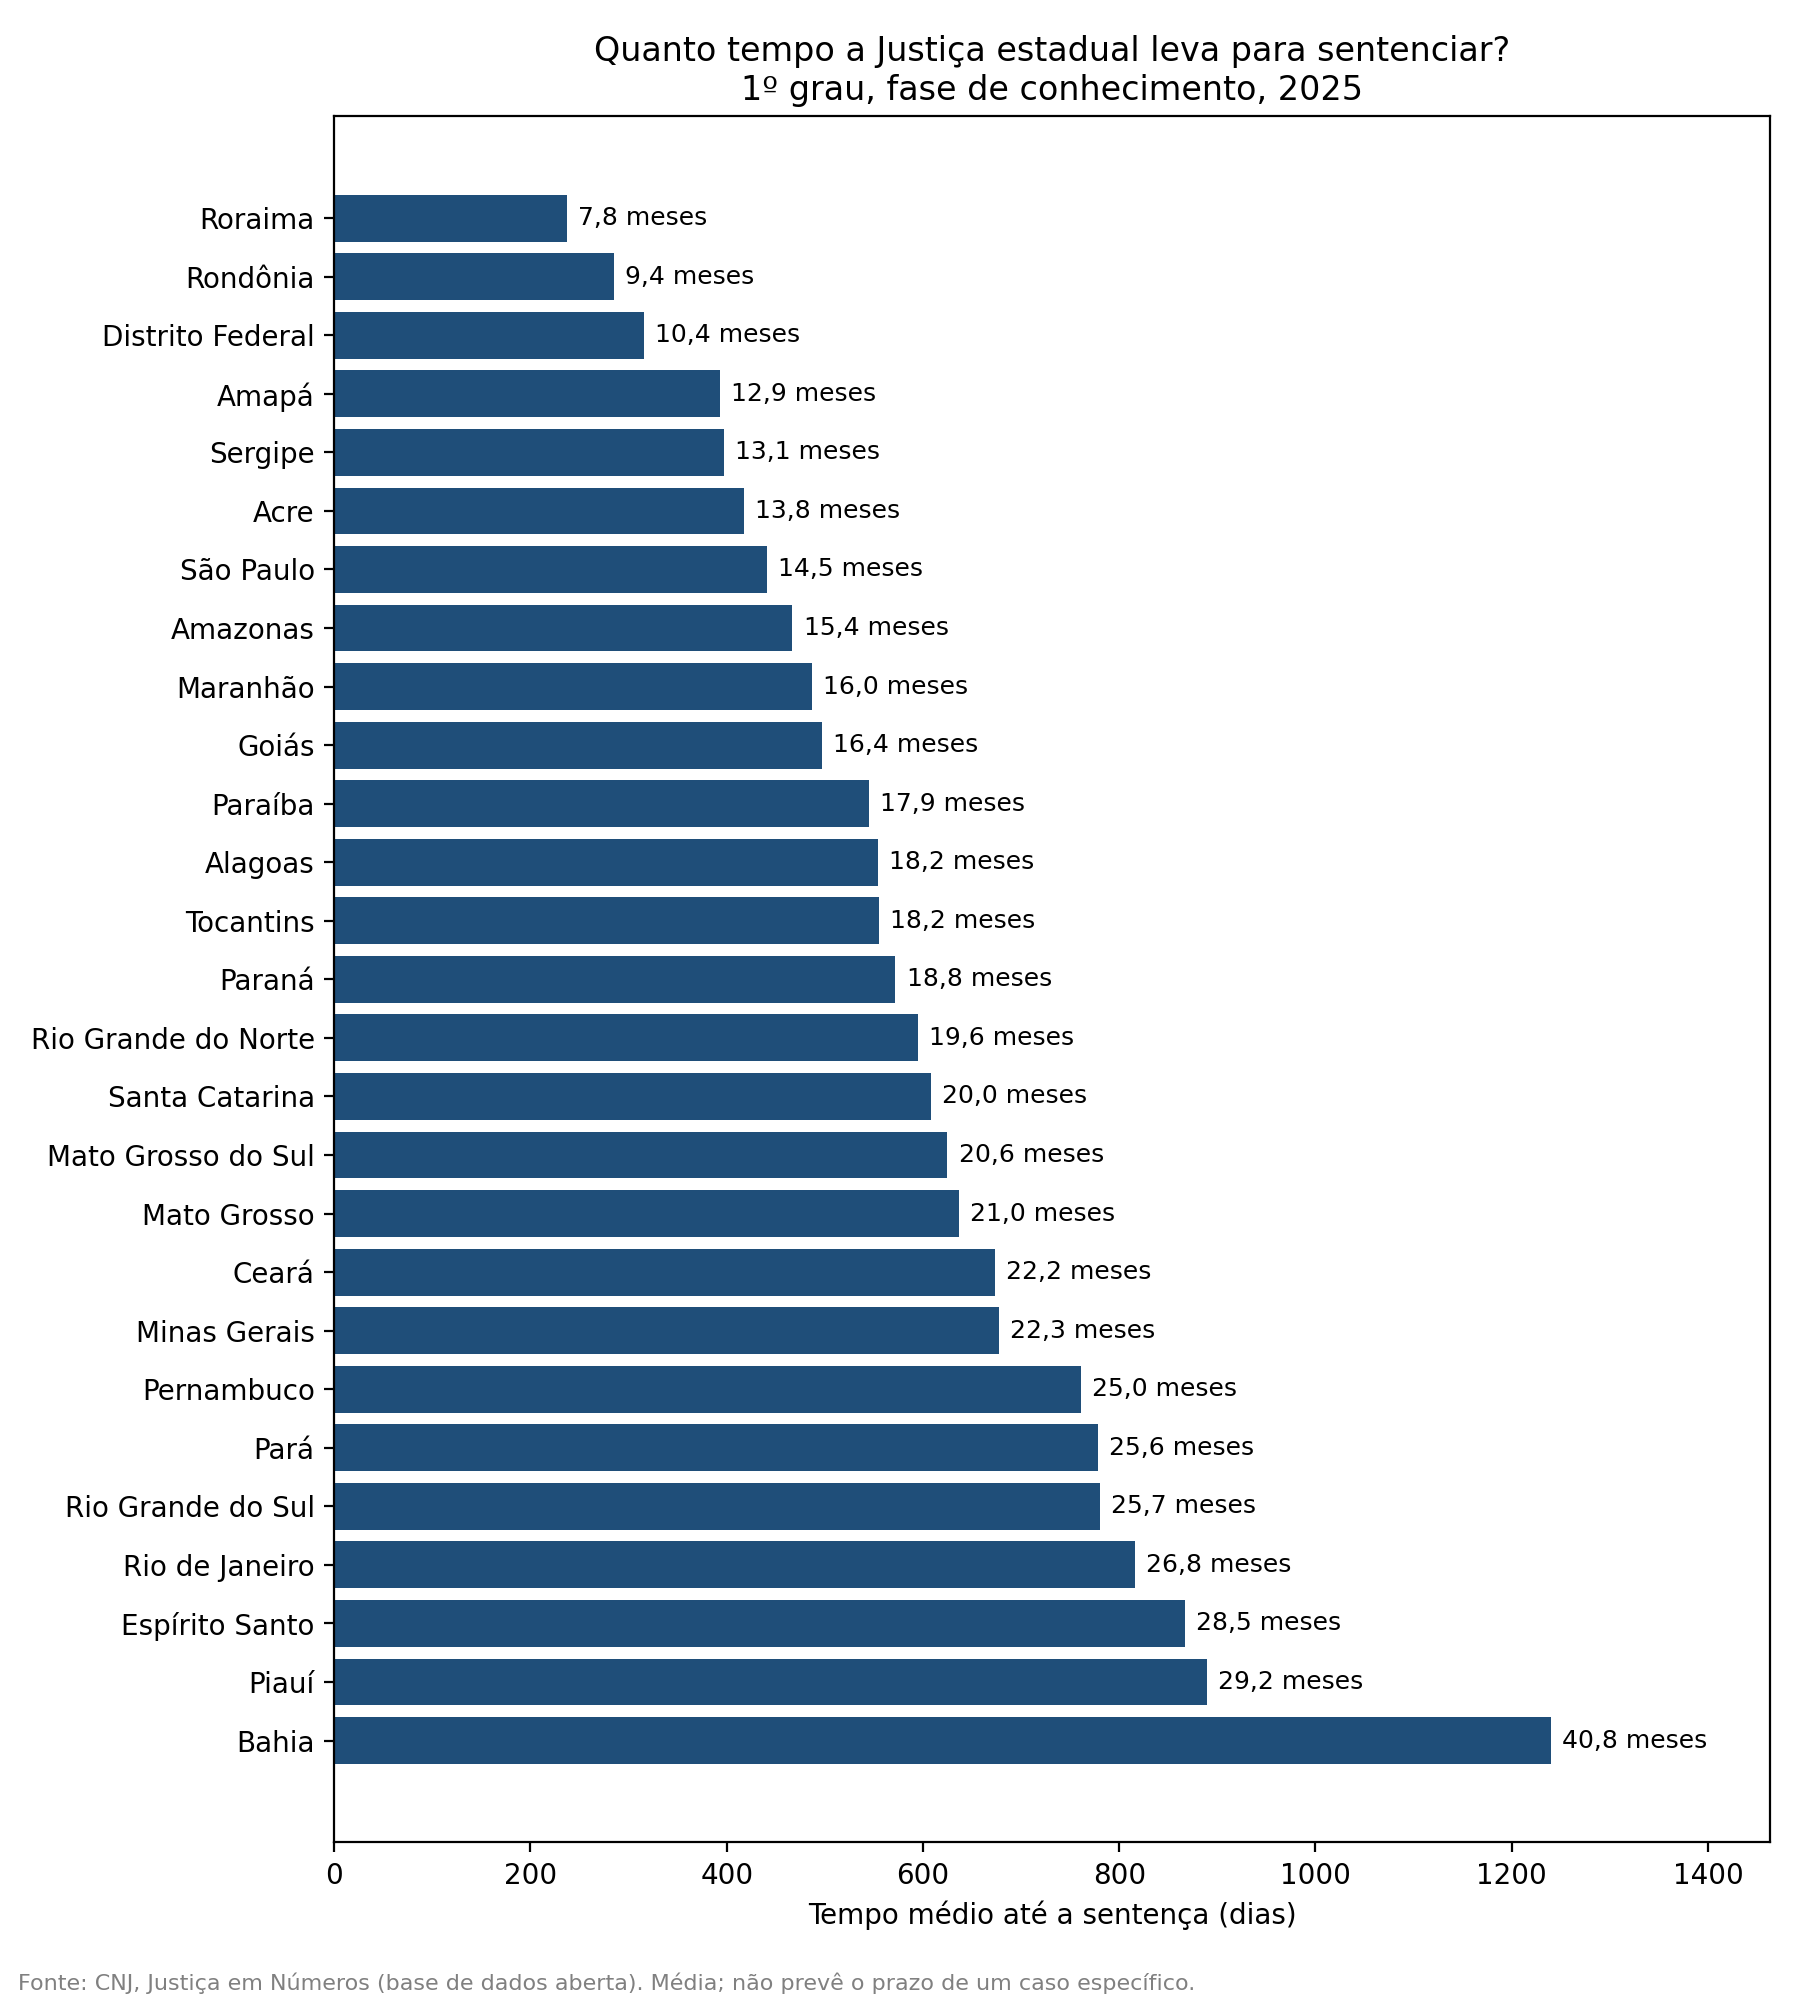 Quanto tempo a Justiça estadual leva para sentenciar?
1º grau, fase de conhecimento, 2025
Roraima 7,8 meses
Rondônia 9,4 meses
Distrito Federal 10,4 meses
Amapá 12,9 meses
Sergipe 13,1 meses
Acre 13,8 meses
São Paulo 14,5 meses
Amazonas 15,4 meses
Maranhão 16,0 meses
Goiás 16,4 meses
Paraíba 17,9 meses
Alagoas 18,2 meses
Tocantins 18,2 meses
Paraná 18,8 meses
Rio Grande do Norte 19,6 meses
Santa Catarina 20,0 meses
Mato Grosso do Sul 20,6 meses
Mato Grosso 21,0 meses
Ceará 22,2 meses
Minas Gerais 22,3 meses
Pernambuco 25,0 meses
Pará 25,6 meses
Rio Grande do Sul 25,7 meses
Rio de Janeiro 26,8 meses
Espírito Santo 28,5 meses
Piauí 29,2 meses
Bahia 40,8 meses
0 200 400 600 800 1000 1200 1400
Tempo médio até a sentença (dias)
Fonte: CNJ, Justiça em Números (base de dados aberta). Média; não prevê o prazo de um caso específico.